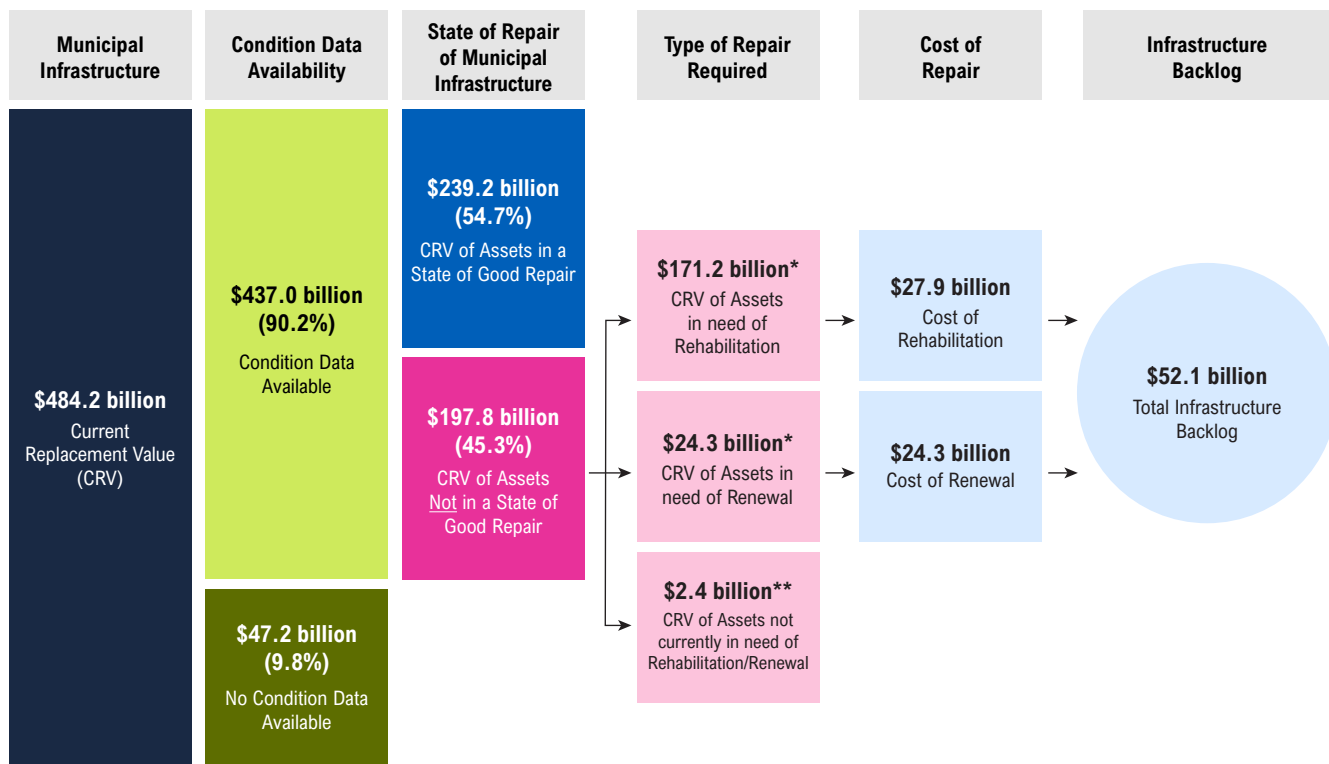 Municipal
Infrastructure
Condition Data
Availability
State of Repair
of Municipal
Infrastructure
Type of Repair
Required
Cost of
Repair
Infrastructure
Backlog
$484.2 billion
Current
Replacement Value
(CRV)
$437.0 billion
(90.2%)
Condition Data
Available
$47.2 billion
(9.8%)
No Condition Data
Available
$239.2 billion
(54.7%)
CRV of Assets in a
State of Good Repair
$197.8 billion
(45.3%)
CRV of Assets
Not in a State of
Good Repair
$171.2 billion*
CRV of Assets
in need of
Rehabilitation
$24.3 billion*
CRV of Assets in
need of Renewal
$2.4 billion**
CRV of Assets not
currently in need of
Rehabilitation/Renewal
$27.9 billion
Cost of
Rehabilitation
$24.3 billion
Cost of Renewal
$52.1 billion
Total Infrastructure
Backlog